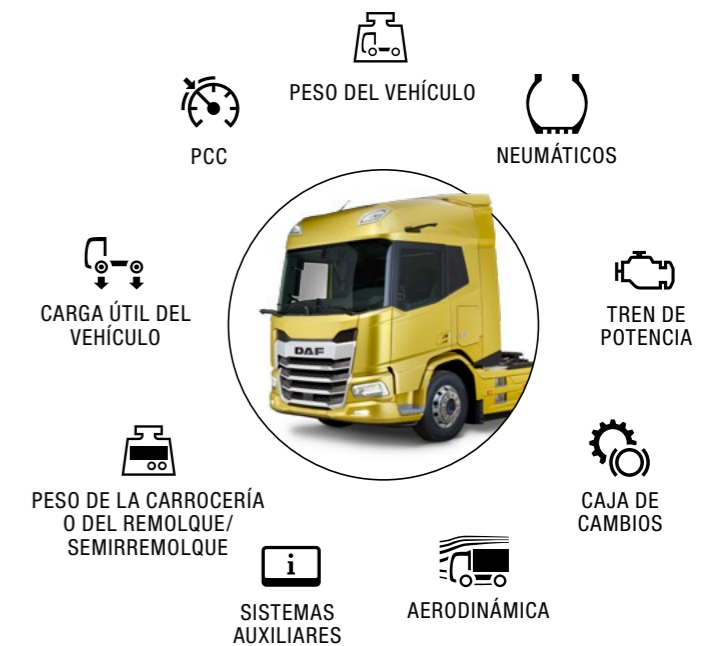 PESO DEL VEHÍCULO
PCC
NEUMÁTICOS
CARGA ÚTIL DEL
VEHÍCULO
DAF
TREN DE
POTENCIA
PESO DE LA CARROCERÍA
O DEL REMOLQUE/
SEMIRREMOLQUE
CAJA DE
CAMBIOS
i
SISTEMAS
AUXILIARES
AERODINÁMICA